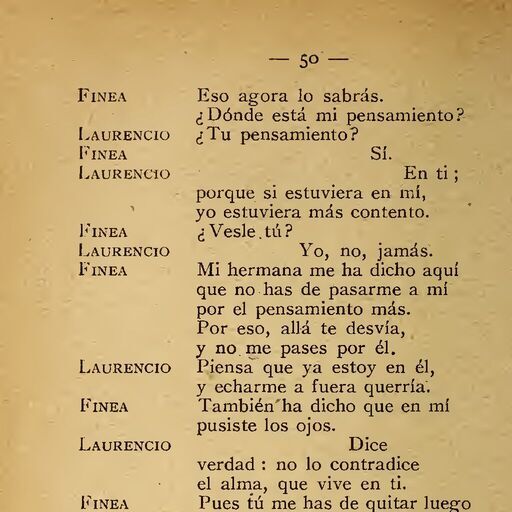 — 50 —
FINEA Eso agora lo sabrás.
¿Dónde está mi pensamiento?
LAURENCIO ¿Tu pensamiento?
FINEA Sí.
LAURENCIO En ti;
porque si estuviera en mí,
yo estuviera más contento.
FINEA ¿Vesle tú?
LAURENCIO Yo, no, jamás.
FINEA Mi hermana me ha dicho aquí
que no has de pasarme a mí
por el pensamiento más.
Por eso, allá te desvía,
y no me pases por él.
LAURENCIO Piensa que ya estoy en él,
y echarme a fuera querría.
FINEA También ha dicho que en mí
pusiste los ojos.
LAURENCIO Dice
verdad: no lo contradice
el alma, que vive en ti.
FINEA Pues tú me has de quitar luego